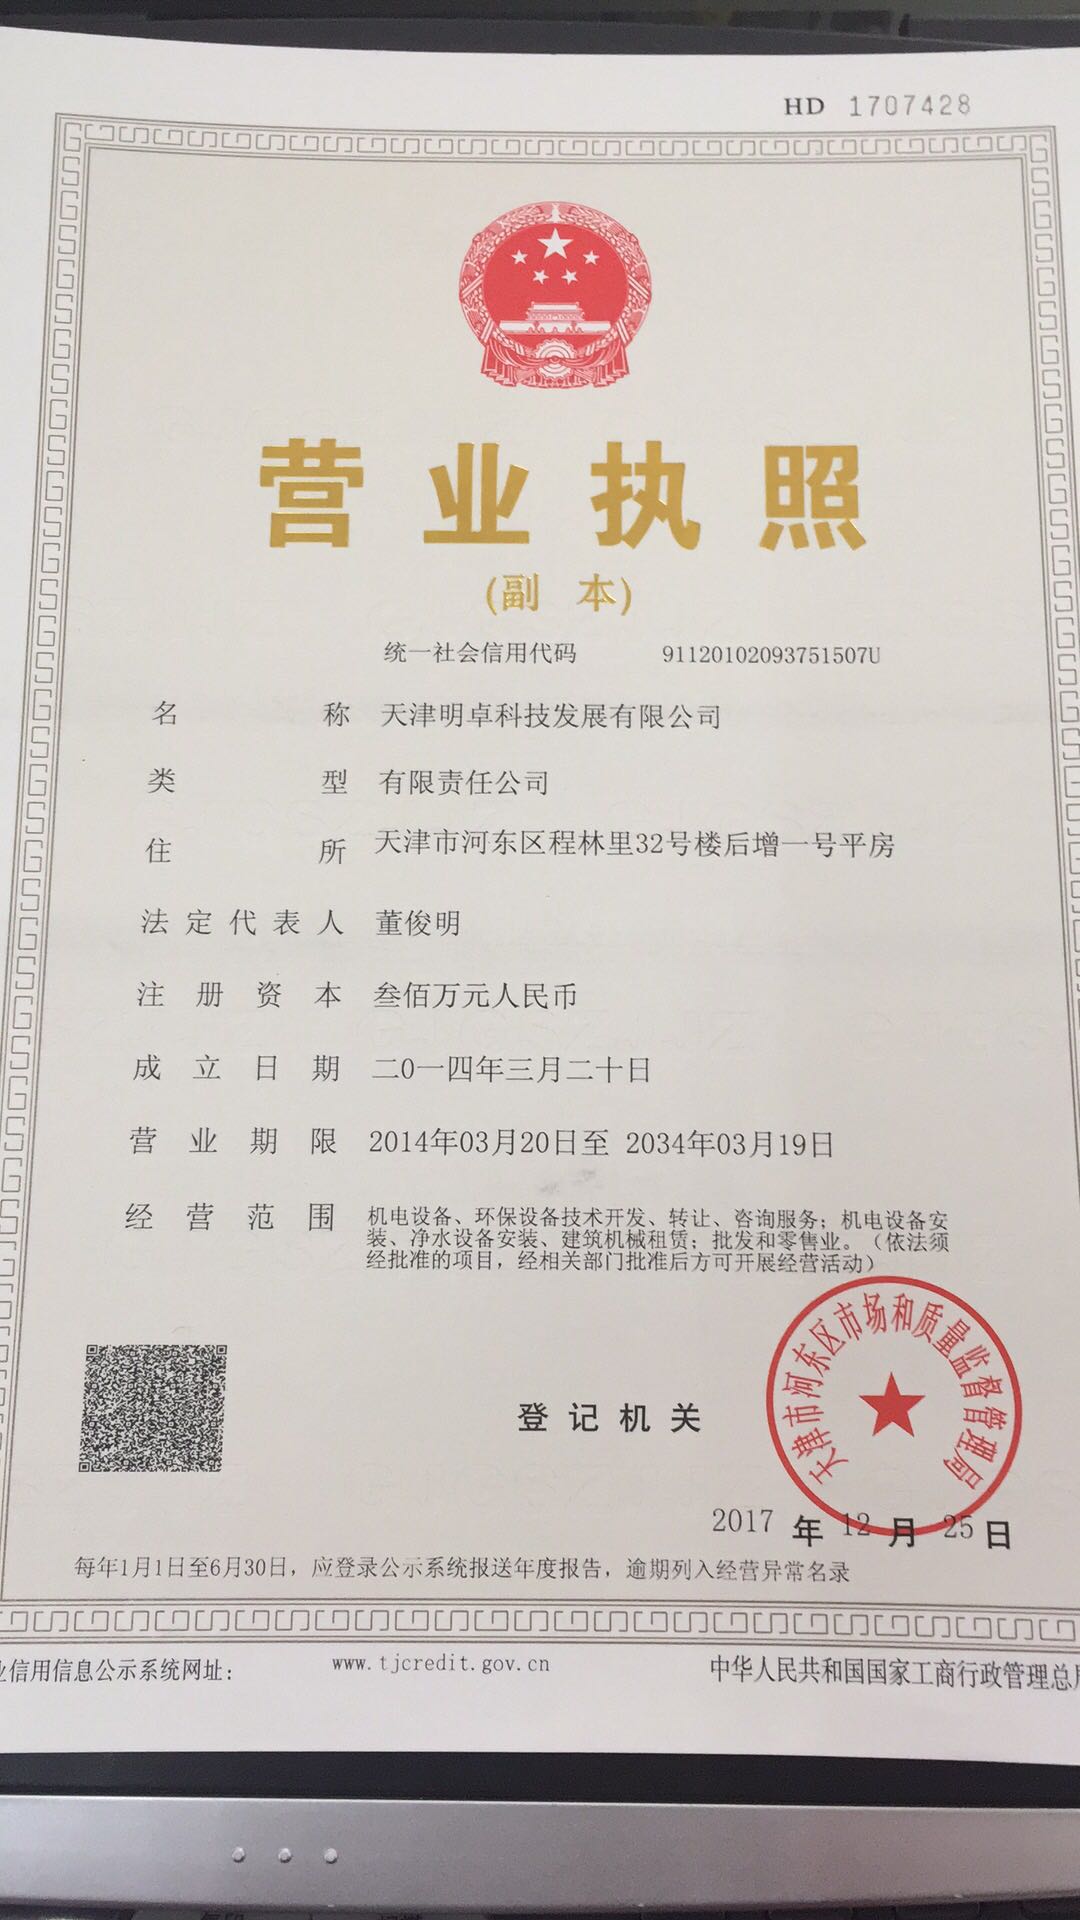 HD 1707428
营业执照
(副 本)
统一社会信用代码 91120102093751507U
名 称 天津明卓科技发展有限公司
类 型 有限责任公司
住 所 天津市河东区程林里32号楼后增一号平房
法定代表人 董俊明
注册资本 叁佰万元人民币
成立日期 二0一四年三月二十日
营业期限 2014年03月20日至 2034年03月19日
经营范围 机电设备、环保设备技术开发、转让、咨询服务；机电设备安
装、净水设备安装、建筑机械租赁；批发和零售业。（依法须
经批准的项目，经相关部门批准后方可开展经营活动）
天津市河东区市场和质量监督管理局
登记机关
2017 年 12 月 25 日
每年1月1日至6月30日，应登录公示系统报送年度报告，逾期列入经营异常名录
业信用信息公示系统网址： www.tjcredit.gov.cn 中华人民共和国国家工商行政管理总局